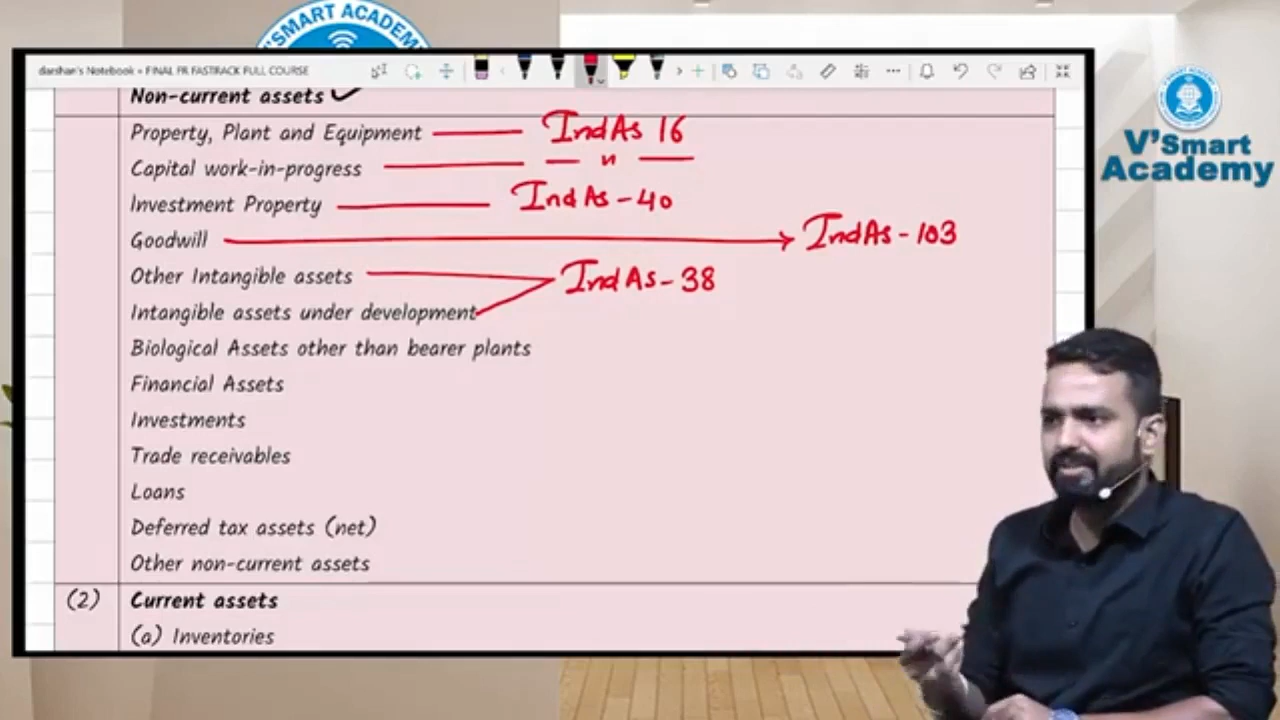 V'SMART ACADEMY
darshan's Notebook » FINAL FR FASTRACK FULL COURSE
Non-current assets
Property, Plant and Equipment IndAs 16
Capital work-in-progress — " —
Investment Property IndAs - 40
Goodwill IndAs - 103
Other Intangible assets IndAs - 38
Intangible assets under development
Biological Assets other than bearer plants
Financial Assets
Investments
Trade receivables
Loans
Deferred tax assets (net)
Other non-current assets
(2) Current assets
(a) Inventories
V'Smart
Academy